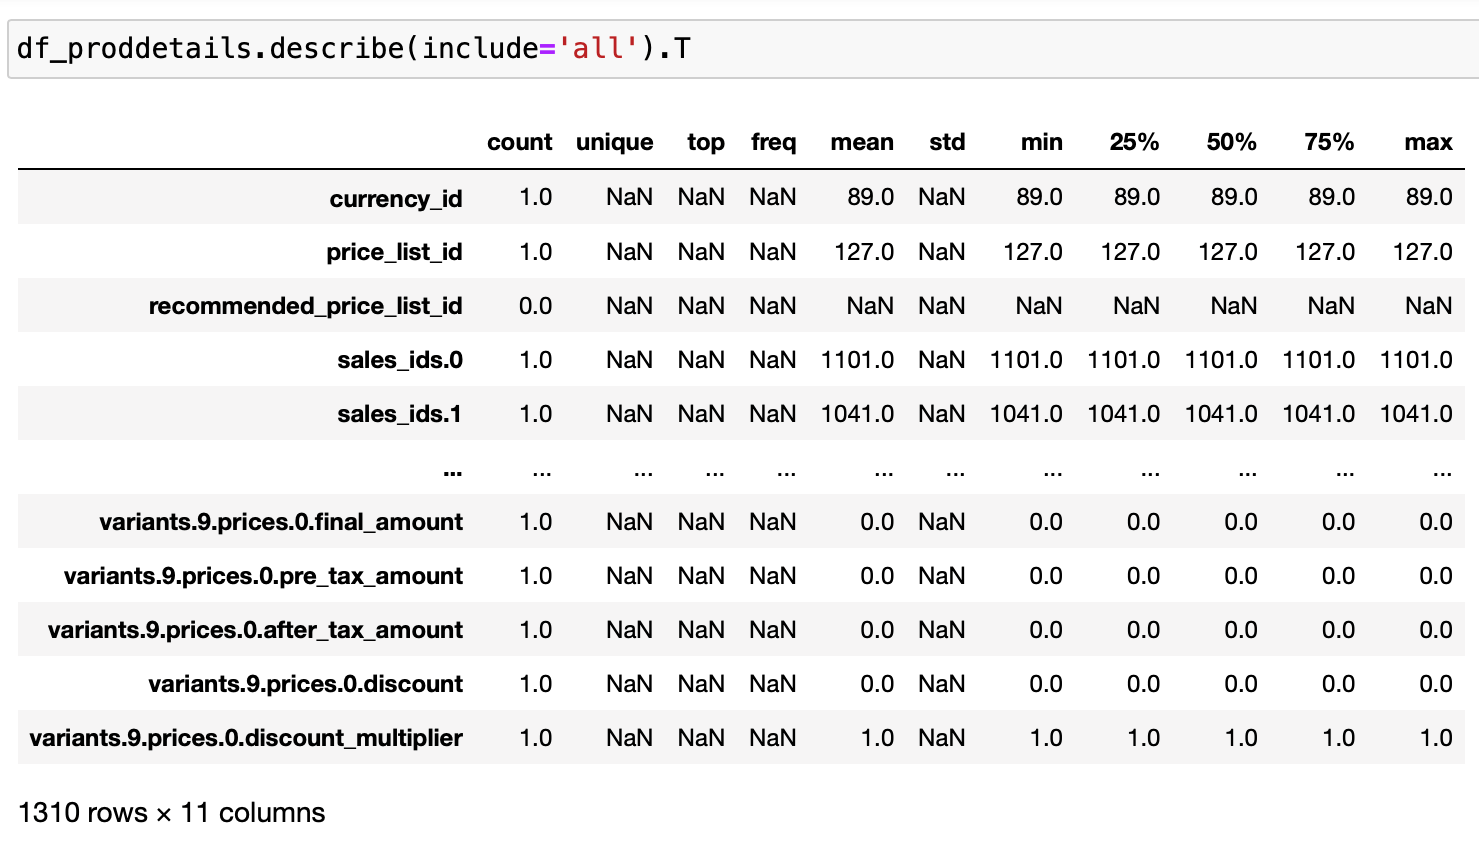 df_proddetails.describe(include='all').T
count unique top freq mean std min 25% 50% 75% max
currency_id 1.0 NaN NaN NaN 89.0 NaN 89.0 89.0 89.0 89.0 89.0
price_list_id 1.0 NaN NaN NaN 127.0 NaN 127.0 127.0 127.0 127.0 127.0
recommended_price_list_id 0.0 NaN NaN NaN NaN NaN NaN NaN NaN NaN NaN
sales_ids.0 1.0 NaN NaN NaN 1101.0 NaN 1101.0 1101.0 1101.0 1101.0 1101.0
sales_ids.1 1.0 NaN NaN NaN 1041.0 NaN 1041.0 1041.0 1041.0 1041.0 1041.0
... ... ... ... ... ... ... ... ... ... ... ...
variants.9.prices.0.final_amount 1.0 NaN NaN NaN 0.0 NaN 0.0 0.0 0.0 0.0 0.0
variants.9.prices.0.pre_tax_amount 1.0 NaN NaN NaN 0.0 NaN 0.0 0.0 0.0 0.0 0.0
variants.9.prices.0.after_tax_amount 1.0 NaN NaN NaN 0.0 NaN 0.0 0.0 0.0 0.0 0.0
variants.9.prices.0.discount 1.0 NaN NaN NaN 0.0 NaN 0.0 0.0 0.0 0.0 0.0
variants.9.prices.0.discount_multiplier 1.0 NaN NaN NaN 1.0 NaN 1.0 1.0 1.0 1.0 1.0
1310 rows × 11 columns